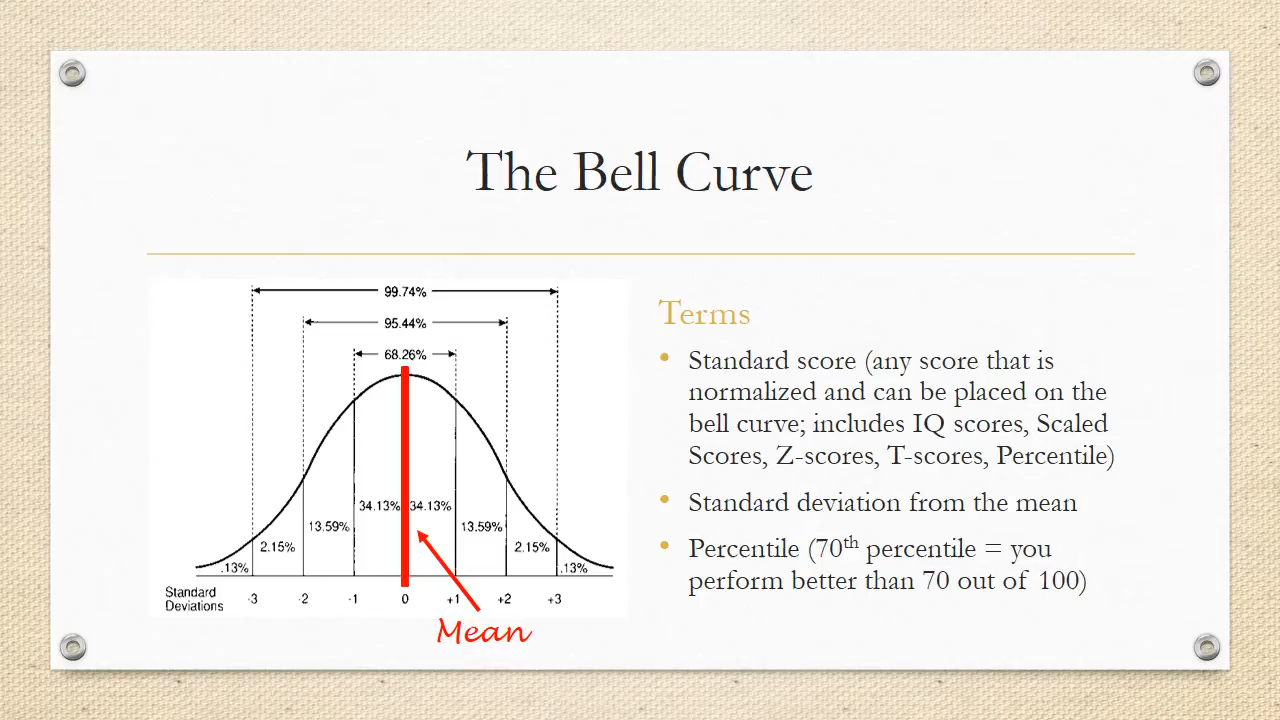 The Bell Curve
99.74%
95.44%
68.26%
34.13% 34.13%
13.59% 13.59%
2.15% 2.15%
.13% .13%
Standard
Deviations -3 -2 -1 0 +1 +2 +3
Mean
Terms
• Standard score (any score that is
normalized and can be placed on the
bell curve; includes IQ scores, Scaled
Scores, Z-scores, T-scores, Percentile)
• Standard deviation from the mean
• Percentile (70th percentile = you
perform better than 70 out of 100)